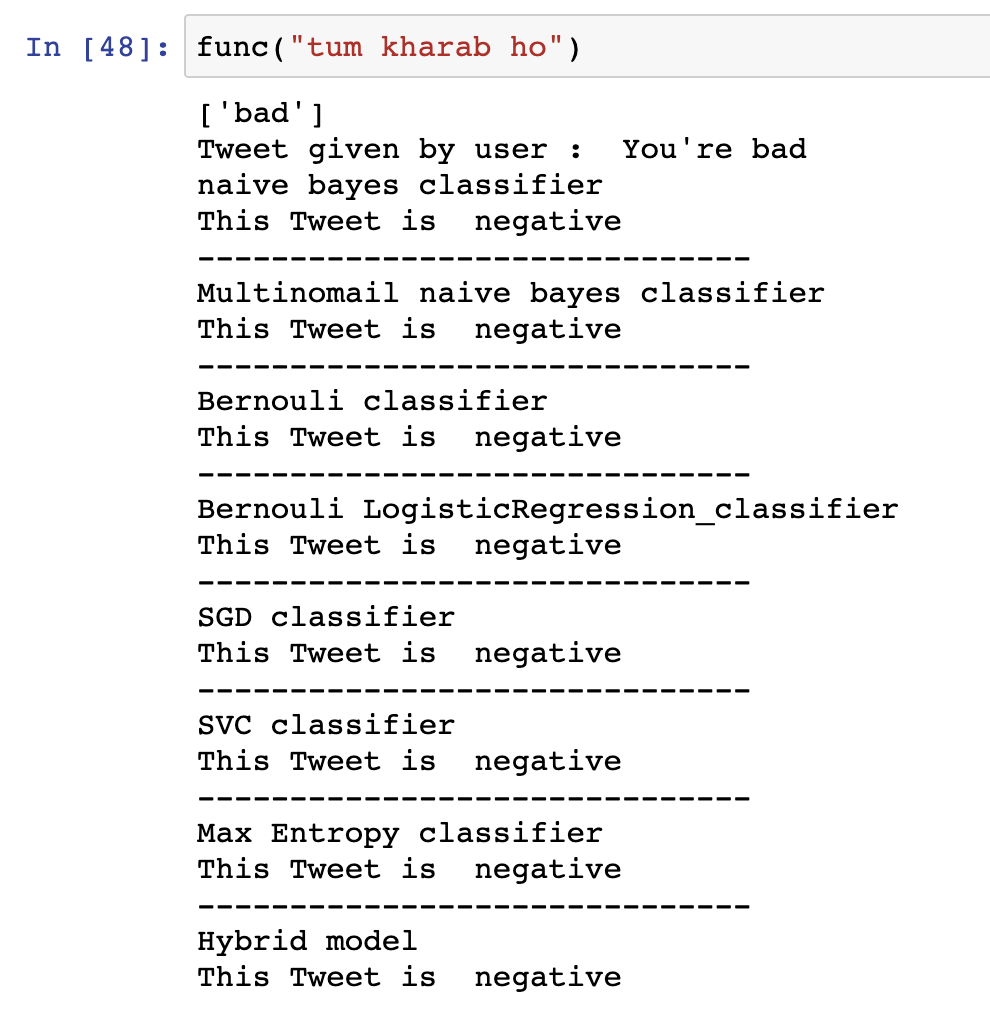 In [48]: func("tum kharab ho")
['bad']
Tweet given by user :  You're bad
naive bayes classifier
This Tweet is  negative
------------------------------
Multinomail naive bayes classifier
This Tweet is  negative
------------------------------
Bernouli classifier
This Tweet is  negative
------------------------------
Bernouli LogisticRegression_classifier
This Tweet is  negative
------------------------------
SGD classifier
This Tweet is  negative
------------------------------
SVC classifier
This Tweet is  negative
------------------------------
Max Entropy classifier
This Tweet is  negative
------------------------------
Hybrid model
This Tweet is  negative